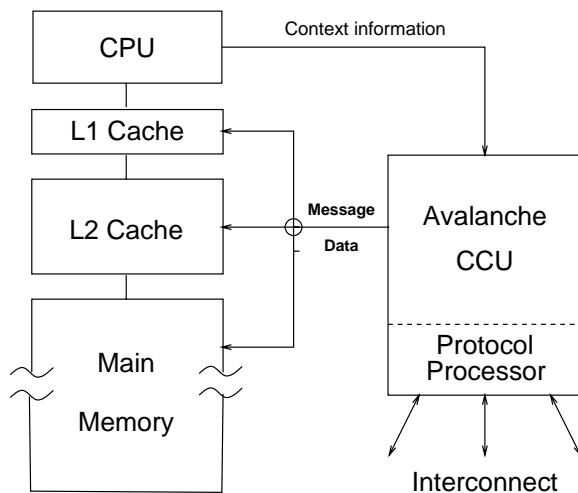 Context information
CPU
L1 Cache
L2 Cache
Message
Data
Avalanche
CCU
Main
Memory
Protocol
Processor
Interconnect